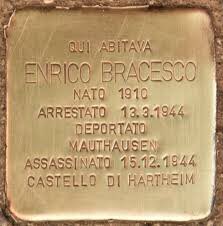 QUI ABITAVA
ENRICO BRACESCO
NATO 1910
ARRESTATO 13.3.1944
DEPORTATO
MAUTHAUSEN
ASSASSINATO 15.12.1944
CASTELLO DI HARTHEIM